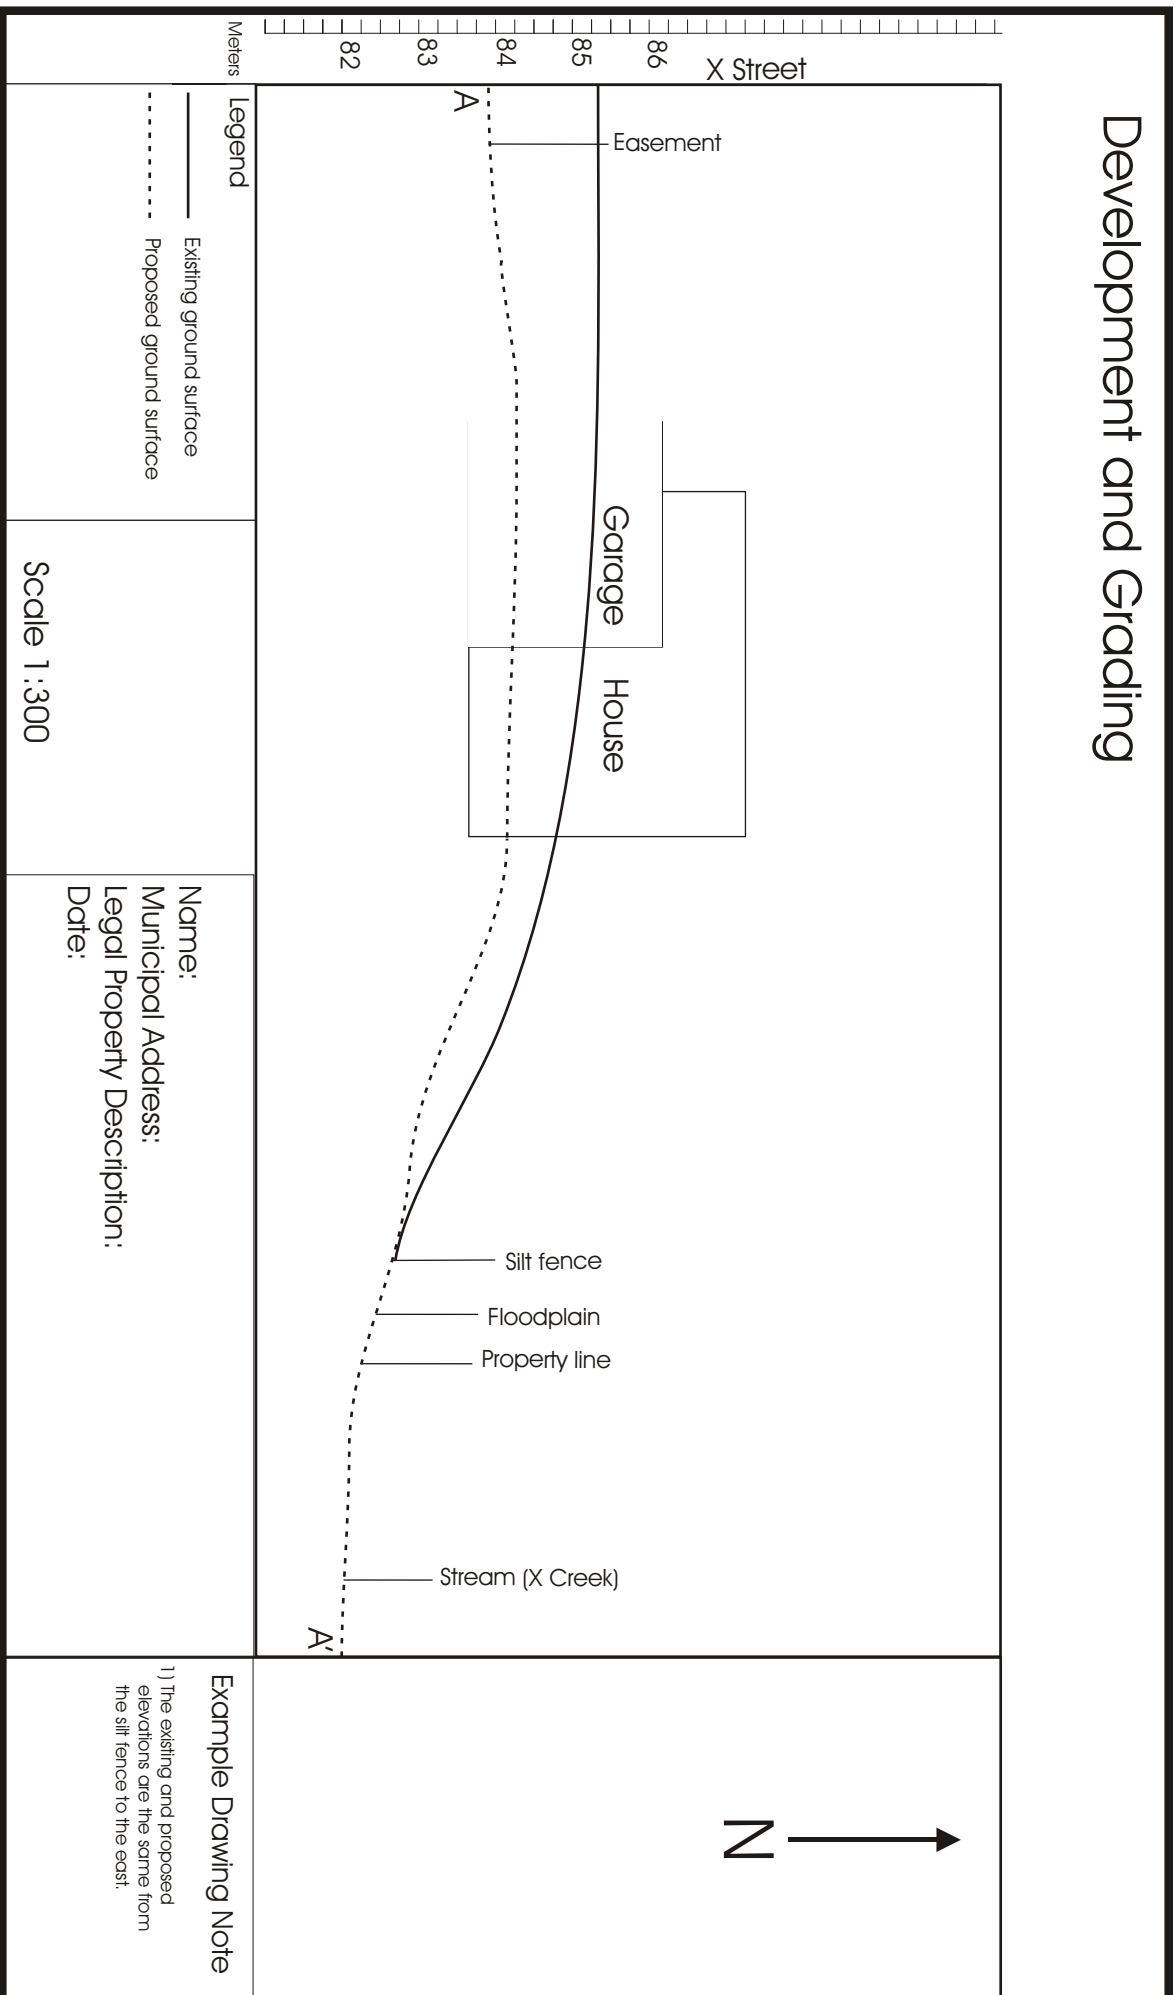 Development and Grading
X Street
86
85
84
83
82
Meters
A
Easement
Garage
House
Silt fence
Floodplain
Property line
Stream (X Creek)
A'
N
Legend
Existing ground surface
Proposed ground surface
Scale 1:300
Name:
Municipal Address:
Legal Property Description:
Date:
Example Drawing Note
1) The existing and proposed
elevations are the same from
the silt fence to the east.